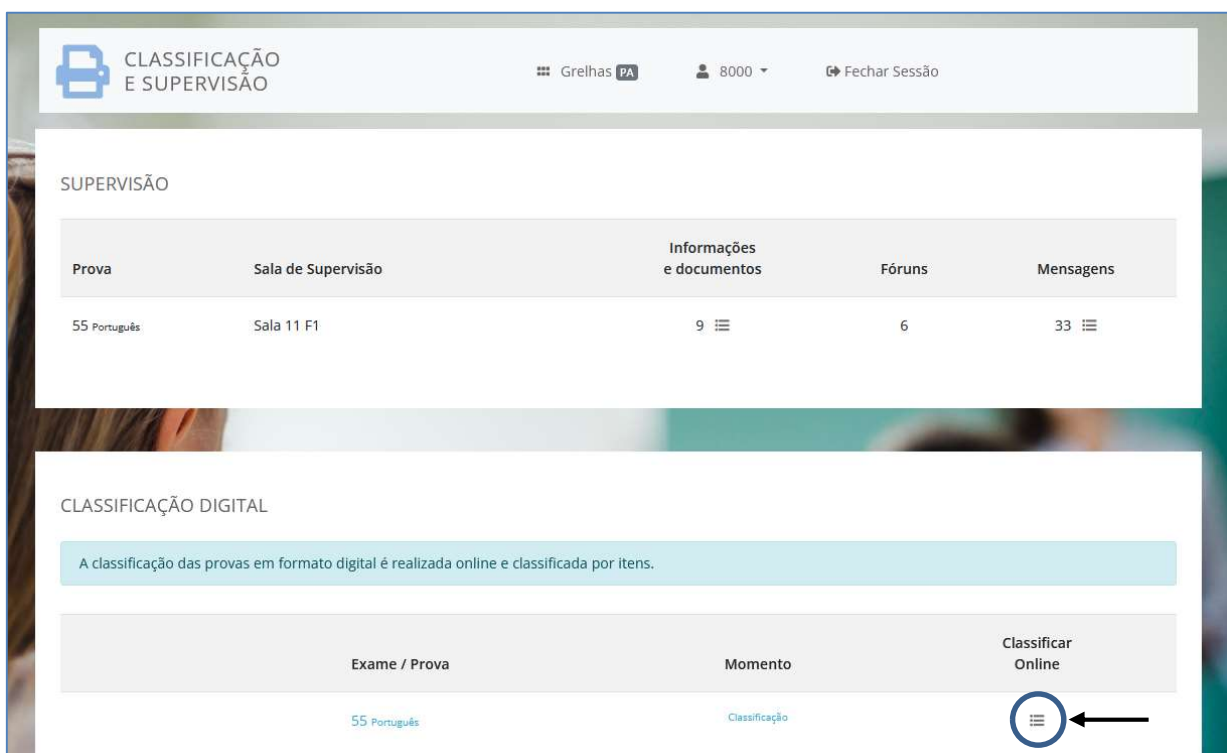 CLASSIFICAÇÃO
E SUPERVISÃO
Grelhas PA
8000
Fechar Sessão
SUPERVISÃO
Prova
Sala de Supervisão
Informações
e documentos
Fóruns
Mensagens
55 Português
Sala 11 F1
9
6
33
CLASSIFICAÇÃO DIGITAL
A classificação das provas em formato digital é realizada online e classificada por itens.
Exame / Prova
Momento
Classificar
Online
55 Português
Classificação